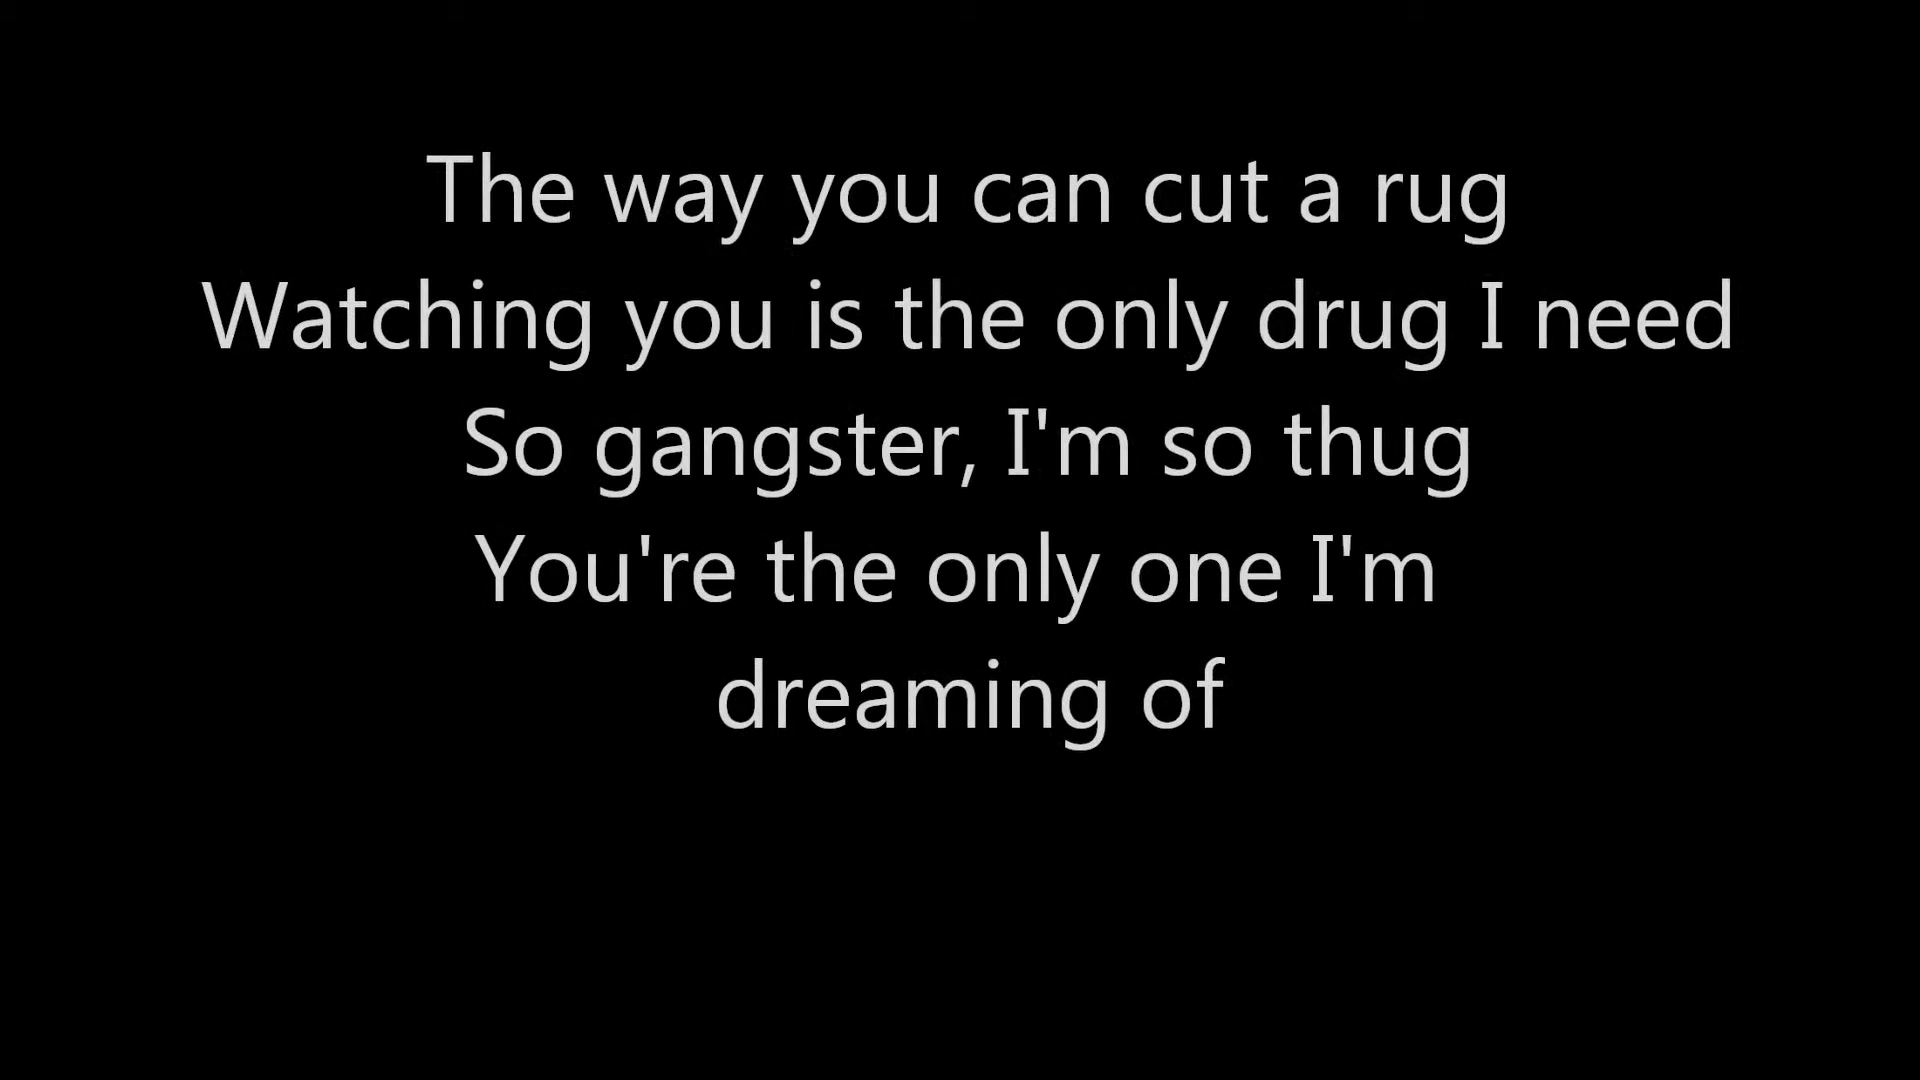 The way you can cut a rug
Watching you is the only drug I need
So gangster, I'm so thug
You're the only one I'm
dreaming of